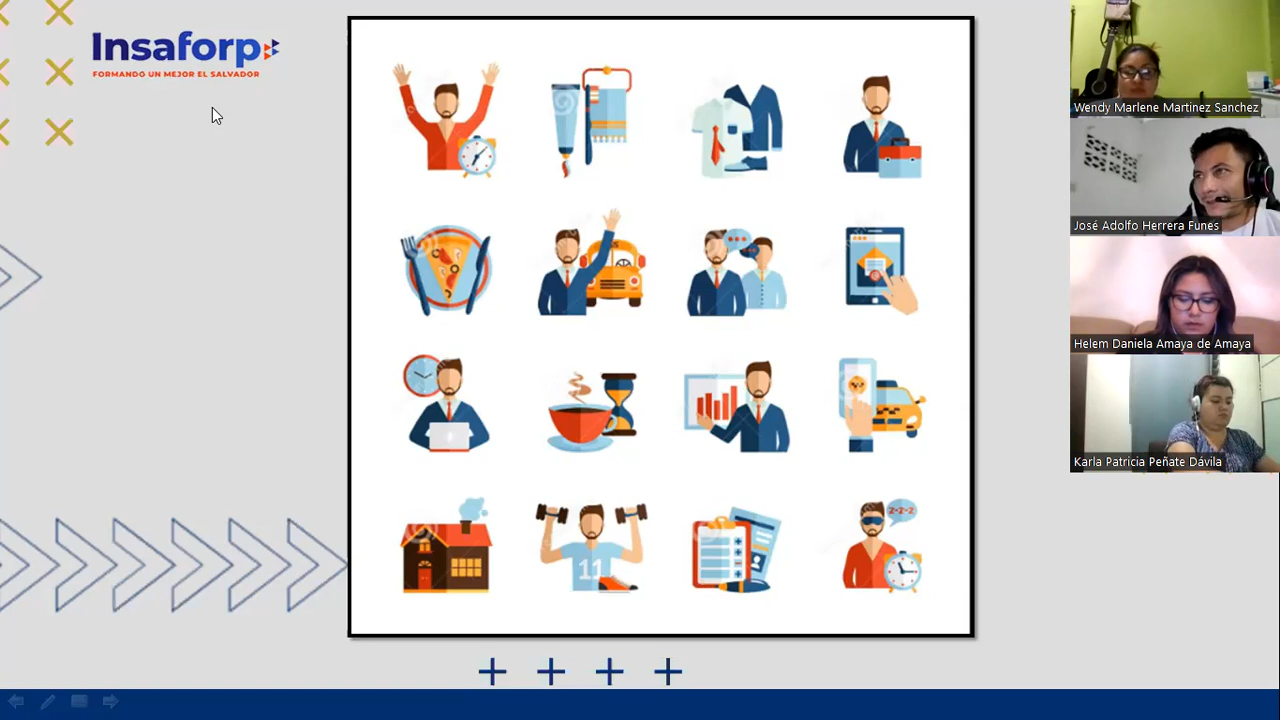 Insaforp
FORMANDO UN MEJOR EL SALVADOR
Wendy Marlene Martinez Sanchez
José Adolfo Herrera Funes
Helem Daniela Amaya de Amaya
Karla Patricia Peñate Dávila
11
z-z-z